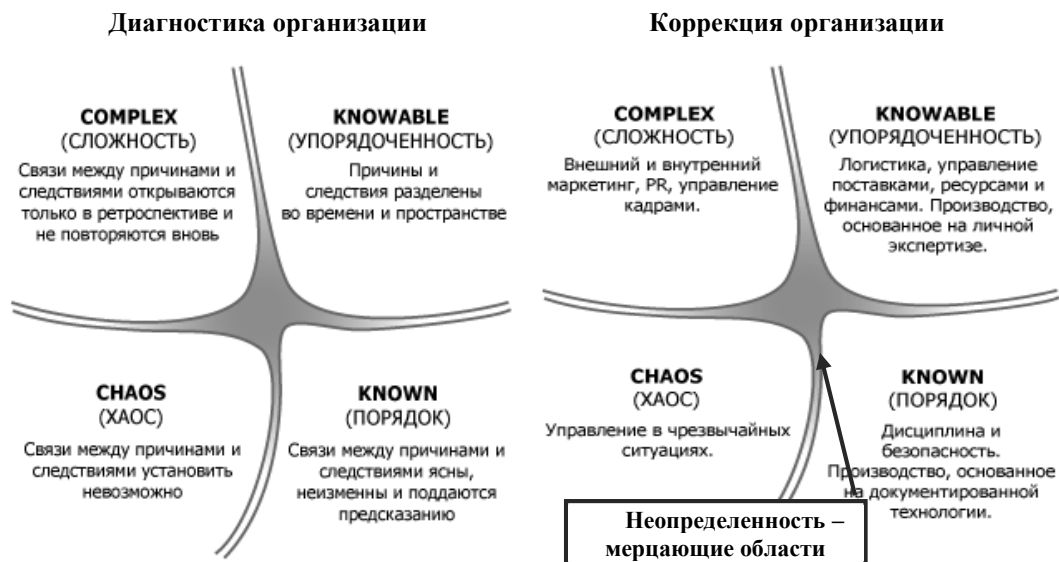 Диагностика организации
COMPLEX
(СЛОЖНОСТЬ)
Связи между причинами и
следствиями открываются
только в ретроспективе и
не повторяются вновь
KNOWABLE
(УПОРЯДОЧЕННОСТЬ)
Причины и
следствия разделены
во времени и пространстве
CHAOS
(ХАОС)
Связи между причинами и
следствиями установить
невозможно
KNOWN
(ПОРЯДОК)
Связи между причинами и
следствиями ясны,
неизменны и поддаются
предсказанию
Коррекция организации
COMPLEX
(СЛОЖНОСТЬ)
Внешний и внутренний
маркетинг, PR, управление
кадрами.
KNOWABLE
(УПОРЯДОЧЕННОСТЬ)
Логистика, управление
поставками, ресурсами и
финансами. Производство,
основанное на личной
экспертизе.
CHAOS
(ХАОС)
Управление в чрезвычайных
ситуациях.
KNOWN
(ПОРЯДОК)
Дисциплина и
безопасность.
Производство, основанное
на документированной
технологии.
Неопределенность –
мерцающие области